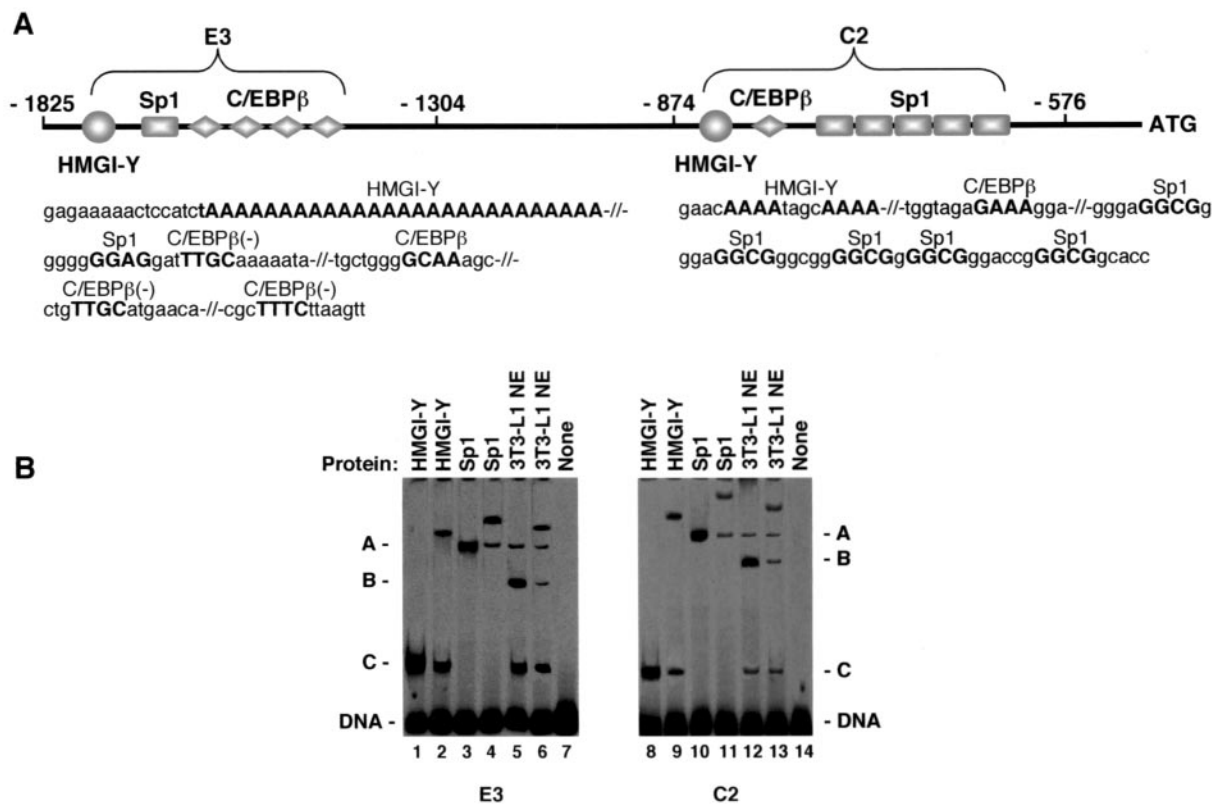 A
E3
C2
- 1825
Sp1
C/EBPβ
- 1304
- 874
C/EBPβ
Sp1
- 576
ATG
HMGI-Y
HMGI-Y
HMGI-Y
gagaaaaactccatctAAAAAAAAAAAAAAAAAAAAAAAAAAA-//-
Sp1 C/EBPβ(-) C/EBPβ
gggggGGAGgatTTGCaaaaata-//-tgctgggGCAAagc-//-
C/EBPβ(-) C/EBPβ(-)
ctgTTGCatgaaca-//-cgcTTTCttaagtt
HMGI-Y C/EBPβ Sp1
gaacAAAAtagcAAAA-//-tggtagaGAAAgga-//-gggaGGCGg
Sp1 Sp1 Sp1 Sp1
ggaGGCGggcggGGCGgGGCGggaccgGGCGgcacc
B
Protein:
HMGI-Y
HMGI-Y
Sp1
Sp1
3T3-L1 NE
3T3-L1 NE
None
A -
B -
C -
DNA -
1 2 3 4 5 6 7
E3
HMGI-Y
HMGI-Y
Sp1
Sp1
3T3-L1 NE
3T3-L1 NE
None
- A
- B
- C
- DNA
8 9 10 11 12 13 14
C2